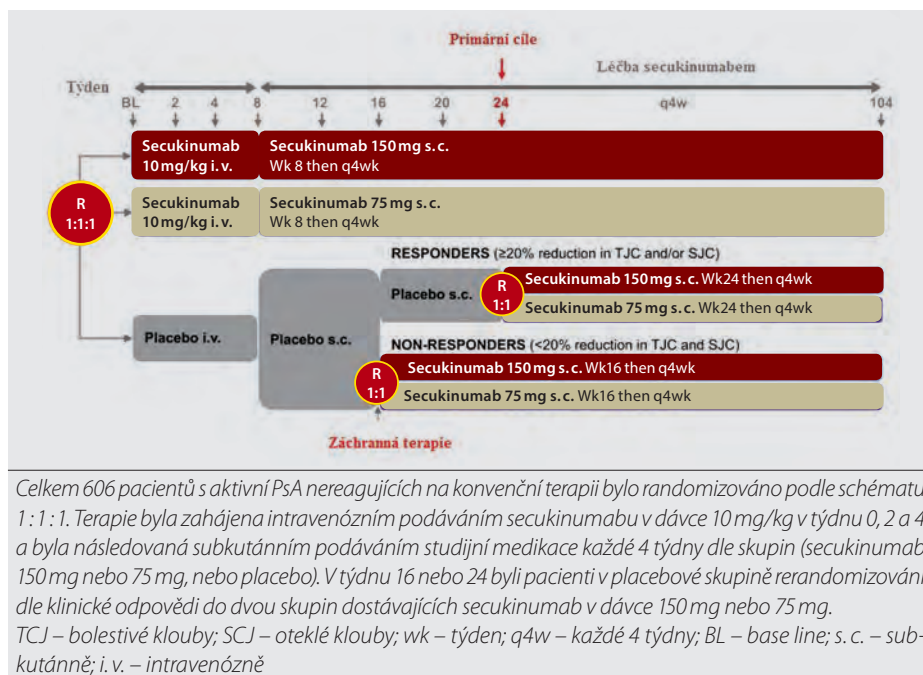 Primární cíle
Týden
Léčba secukinumabem
BL 2 4 8 12 16 20 24 q4w 104
Secukinumab
10 mg/kg i. v.
Secukinumab 150 mg s. c.
Wk 8 then q4wk
R
1:1:1
Secukinumab
10 mg/kg i. v.
Secukinumab 75 mg s. c.
Wk 8 then q4wk
RESPONDERS (≥20% reduction in TJC and/or SJC)
Placebo s. c.
R
1:1
Secukinumab 150 mg s. c. Wk24 then q4wk
Secukinumab 75 mg s. c. Wk24 then q4wk
Placebo i.v.
Placebo s.c.
NON-RESPONDERS (<20% reduction in TJC and SJC)
R
1:1
Secukinumab 150 mg s. c. Wk16 then q4wk
Secukinumab 75 mg s. c. Wk16 then q4wk
Záchranná terapie
Celkem 606 pacientů s aktivní PsA nereagujících na konvenční terapii bylo randomizováno podle schématu
1 : 1 : 1. Terapie byla zahájena intravenózním podáváním secukinumabu v dávce 10 mg/kg v týdnu 0, 2 a 4
a byla následovaná subkutánním podáváním studijní medikace každé 4 týdny dle skupin (secukinumab
150 mg nebo 75 mg, nebo placebo). V týdnu 16 nebo 24 byli pacienti v placebové skupině rerandomizováni
dle klinické odpovědi do dvou skupin dostávajících secukinumab v dávce 150 mg nebo 75 mg.
TCJ – bolestivé klouby; SCJ – oteklé klouby; wk – týden; q4w – každé 4 týdny; BL – base line; s. c. – sub-
kutánně; i. v. – intravenózně